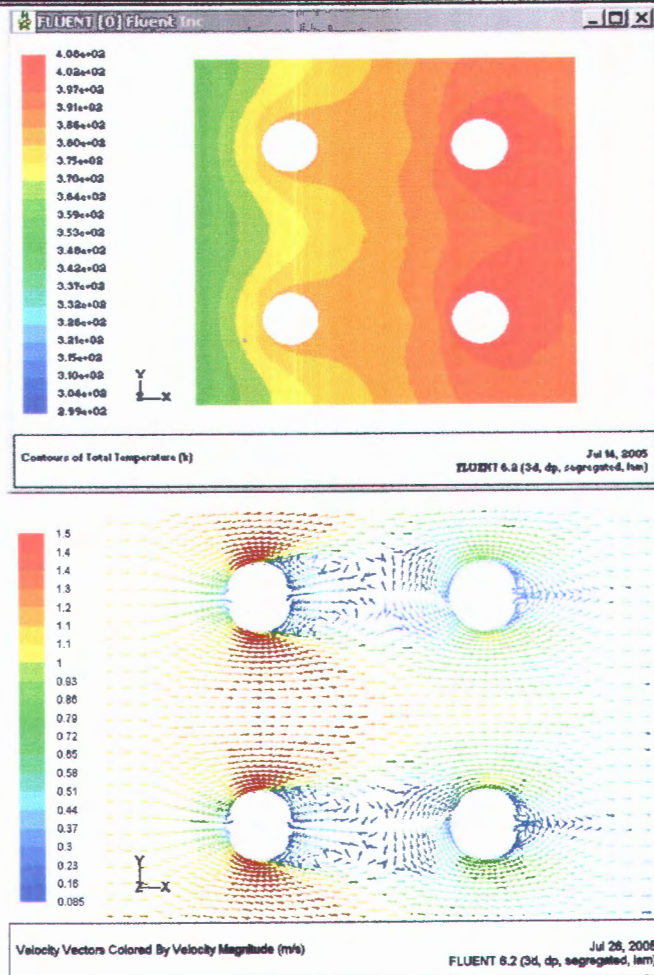 FLUENT [0] Fluent Inc
4.08e+02
4.02e+02
3.97e+02
3.91e+02
3.86e+02
3.80e+02
3.75e+02
3.70e+02
3.64e+02
3.59e+02
3.53e+02
3.48e+02
3.42e+02
3.37e+02
3.32e+02
3.26e+02
3.21e+02
3.15e+02
3.10e+02
3.04e+02
2.99e+02
Y
Z X
Contours of Total Temperature (k)
Jul 14, 2005
FLUENT 6.2 (3d, dp, segregated, lam)
1.5
1.4
1.4
1.3
1.2
1.1
1.1
1
0.93
0.86
0.79
0.72
0.65
0.58
0.51
0.44
0.37
0.3
0.23
0.16
0.085
Y
Z X
Velocity Vectors Colored By Velocity Magnitude (m/s)
Jul 26, 2005
FLUENT 6.2 (3d, dp, segregated, lam)